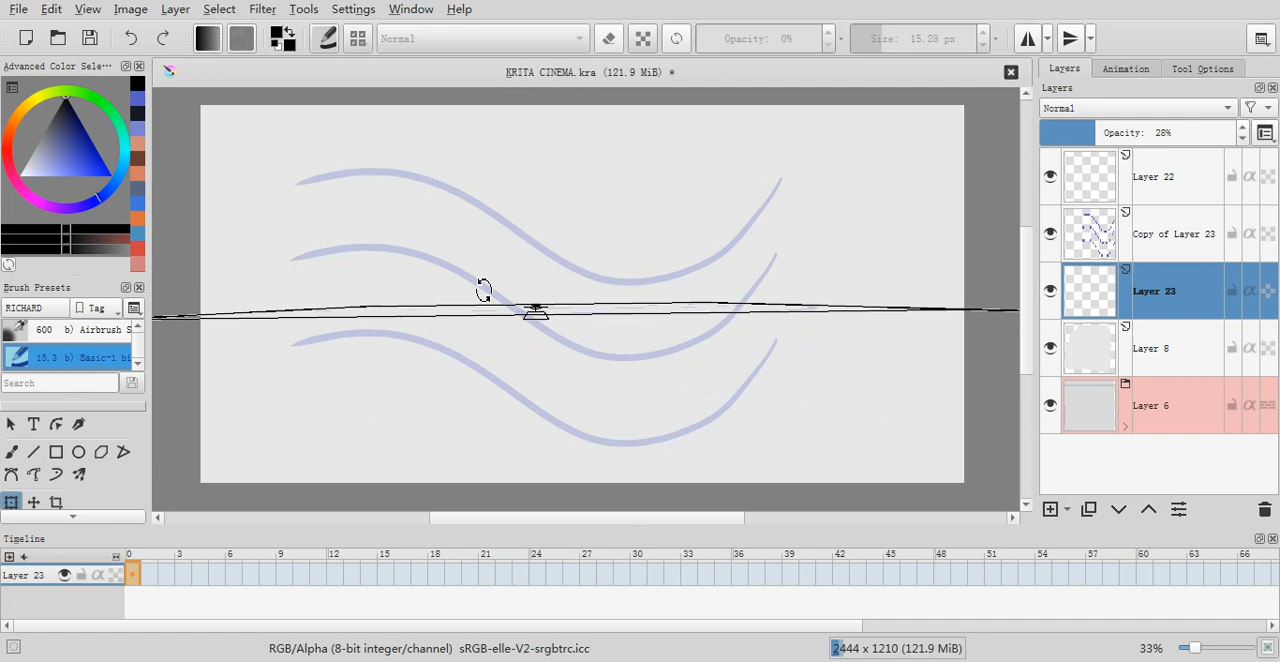 File Edit View Image Layer Select Filter Tools Settings Window Help
Normal Opacity: 0% Size: 15.28 px
Advanced Color Sele···
KRITA CINEMA.kra (121.9 MiB) *
Layers Animation Tool Options
Layers
Normal
Opacity: 28%
Layer 22
Copy of Layer 23
Layer 23
Layer 8
Layer 6
Brush Presets
RICHARD Tag
600 b) Airbrush S
15.3 b) Basic-1 bi
Search
Timeline
0 3 6 9 12 15 18 21 24 27 30 33 36 39 42 45 48 51 54 57 60 63 66
Layer 23
RGB/Alpha (8-bit integer/channel) sRGB-elle-V2-srgbtrc.icc 2444 x 1210 (121.9 MiB) 33%